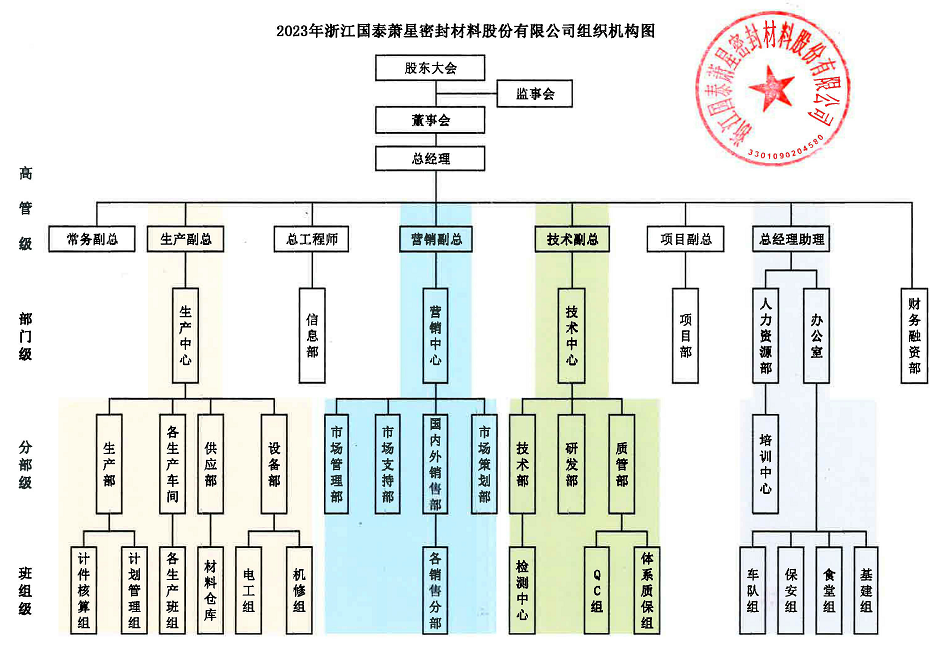 2023年浙江国泰萧星密封材料股份有限公司组织机构图
浙江国泰萧星密封材料股份有限公司
3301090204580
股东大会
监事会
董事会
总经理
高管级
常务副总
生产副总
总工程师
营销副总
技术副总
项目副总
总经理助理
部门级
生产中心
信息部
营销中心
技术中心
项目部
人力资源部
办公室
财务融资部
分部级
生产部
各生产车间
供应部
设备部
市场管理部
市场支持部
国内外销售部
市场策划部
技术部
研发部
质管部
培训中心
班组级
计件核算组
计划管理组
各生产班组
材料仓库
电工组
机修组
各销售分部
检测中心
QC组
体系质保组
车队组
保安组
食堂组
基建组